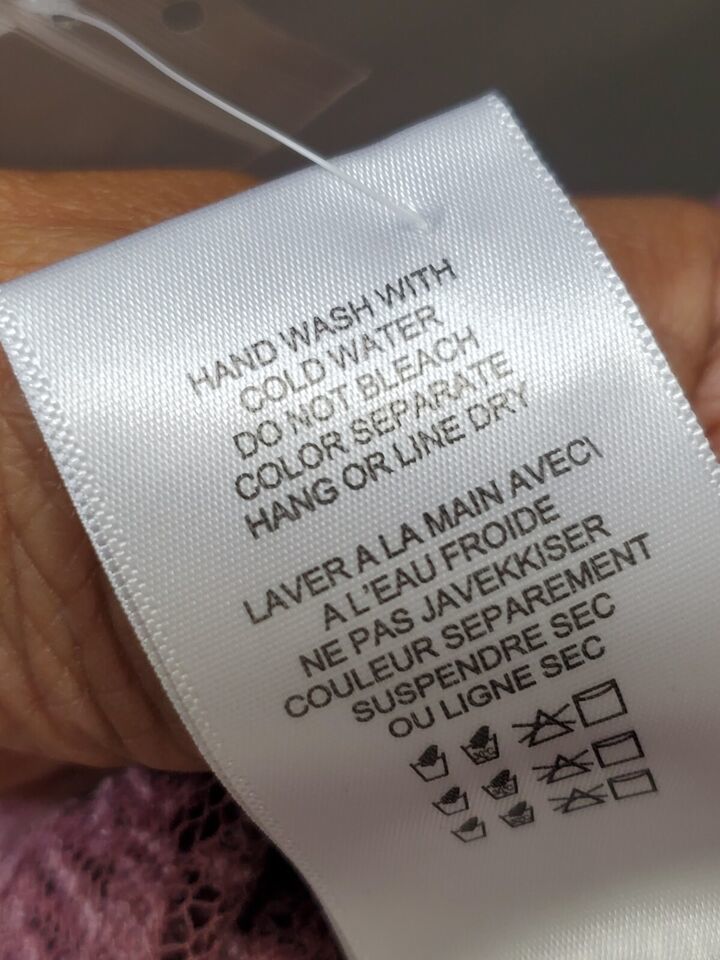 HAND WASH WITH
COLD WATER
DO NOT BLEACH
COLOR SEPARATE
HANG OR LINE DRY
LAVER A LA MAIN AVEC\
A L'EAU FROIDE
NE PAS JAVEKKISER
COULEUR SEPAREMENT
SUSPENDRE SEC
OU LIGNE SEC